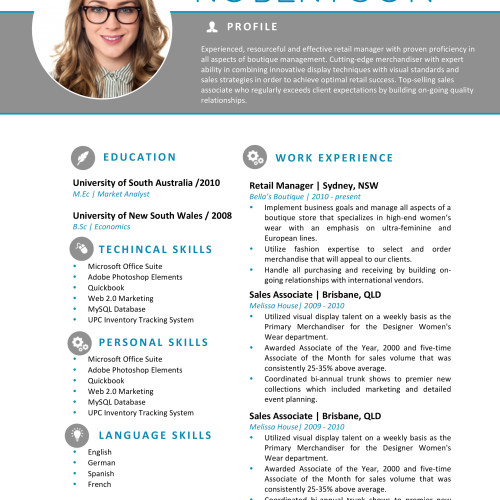 PROFILE
Experienced, resourceful and effective retail manager with proven proficiency in
all aspects of boutique management. Cutting-edge merchandiser with expert
ability in combining innovative display techniques with visual standards and
sales strategies in order to achieve optimal retail success. Top-selling sales
associate who regularly exceeds client expectations by building on-going quality
relationships.
EDUCATION
University of South Australia /2010
M.Ec | Market Analyst
University of New South Wales / 2008
B.Sc | Economics
TECHINCAL SKILLS
Microsoft Office Suite
Adobe Photoshop Elements
Quickbook
Web 2.0 Marketing
MySQL Database
UPC Inventory Tracking System
PERSONAL SKILLS
Microsoft Office Suite
Adobe Photoshop Elements
Quickbook
Web 2.0 Marketing
MySQL Database
UPC Inventory Tracking System
LANGUAGE SKILLS
English
German
Spanish
French
WORK EXPERIENCE
Retail Manager | Sydney, NSW
Bella's Boutique | 2010 - present
Implement business goals and manage all aspects of a
boutique store that specializes in high-end women's
wear with an emphasis on ultra-feminine and
European lines.
Utilize fashion expertise to select and order
merchandise that will appeal to our clients.
Handle all purchasing and receiving by building on-
going relationships with international vendors.
Sales Associate | Brisbane, QLD
Melissa House| 2009 - 2010
Utilized visual display talent on a weekly basis as the
Primary Merchandiser for the Designer Women's
Wear department.
Awarded Associate of the Year, 2000 and five-time
Associate of the Month for sales volume that was
consistently 25-35% above average.
Coordinated bi-annual trunk shows to premier new
collections which included marketing and detailed
event planning.
Sales Associate | Brisbane, QLD
Melissa House| 2009 - 2010
Utilized visual display talent on a weekly basis as the
Primary Merchandiser for the Designer Women's
Wear department.
Awarded Associate of the Year, 2000 and five-time
Associate of the Month for sales volume that was
consistently 25-35% above average.
Coordinated bi-annual trunk shows to premier new